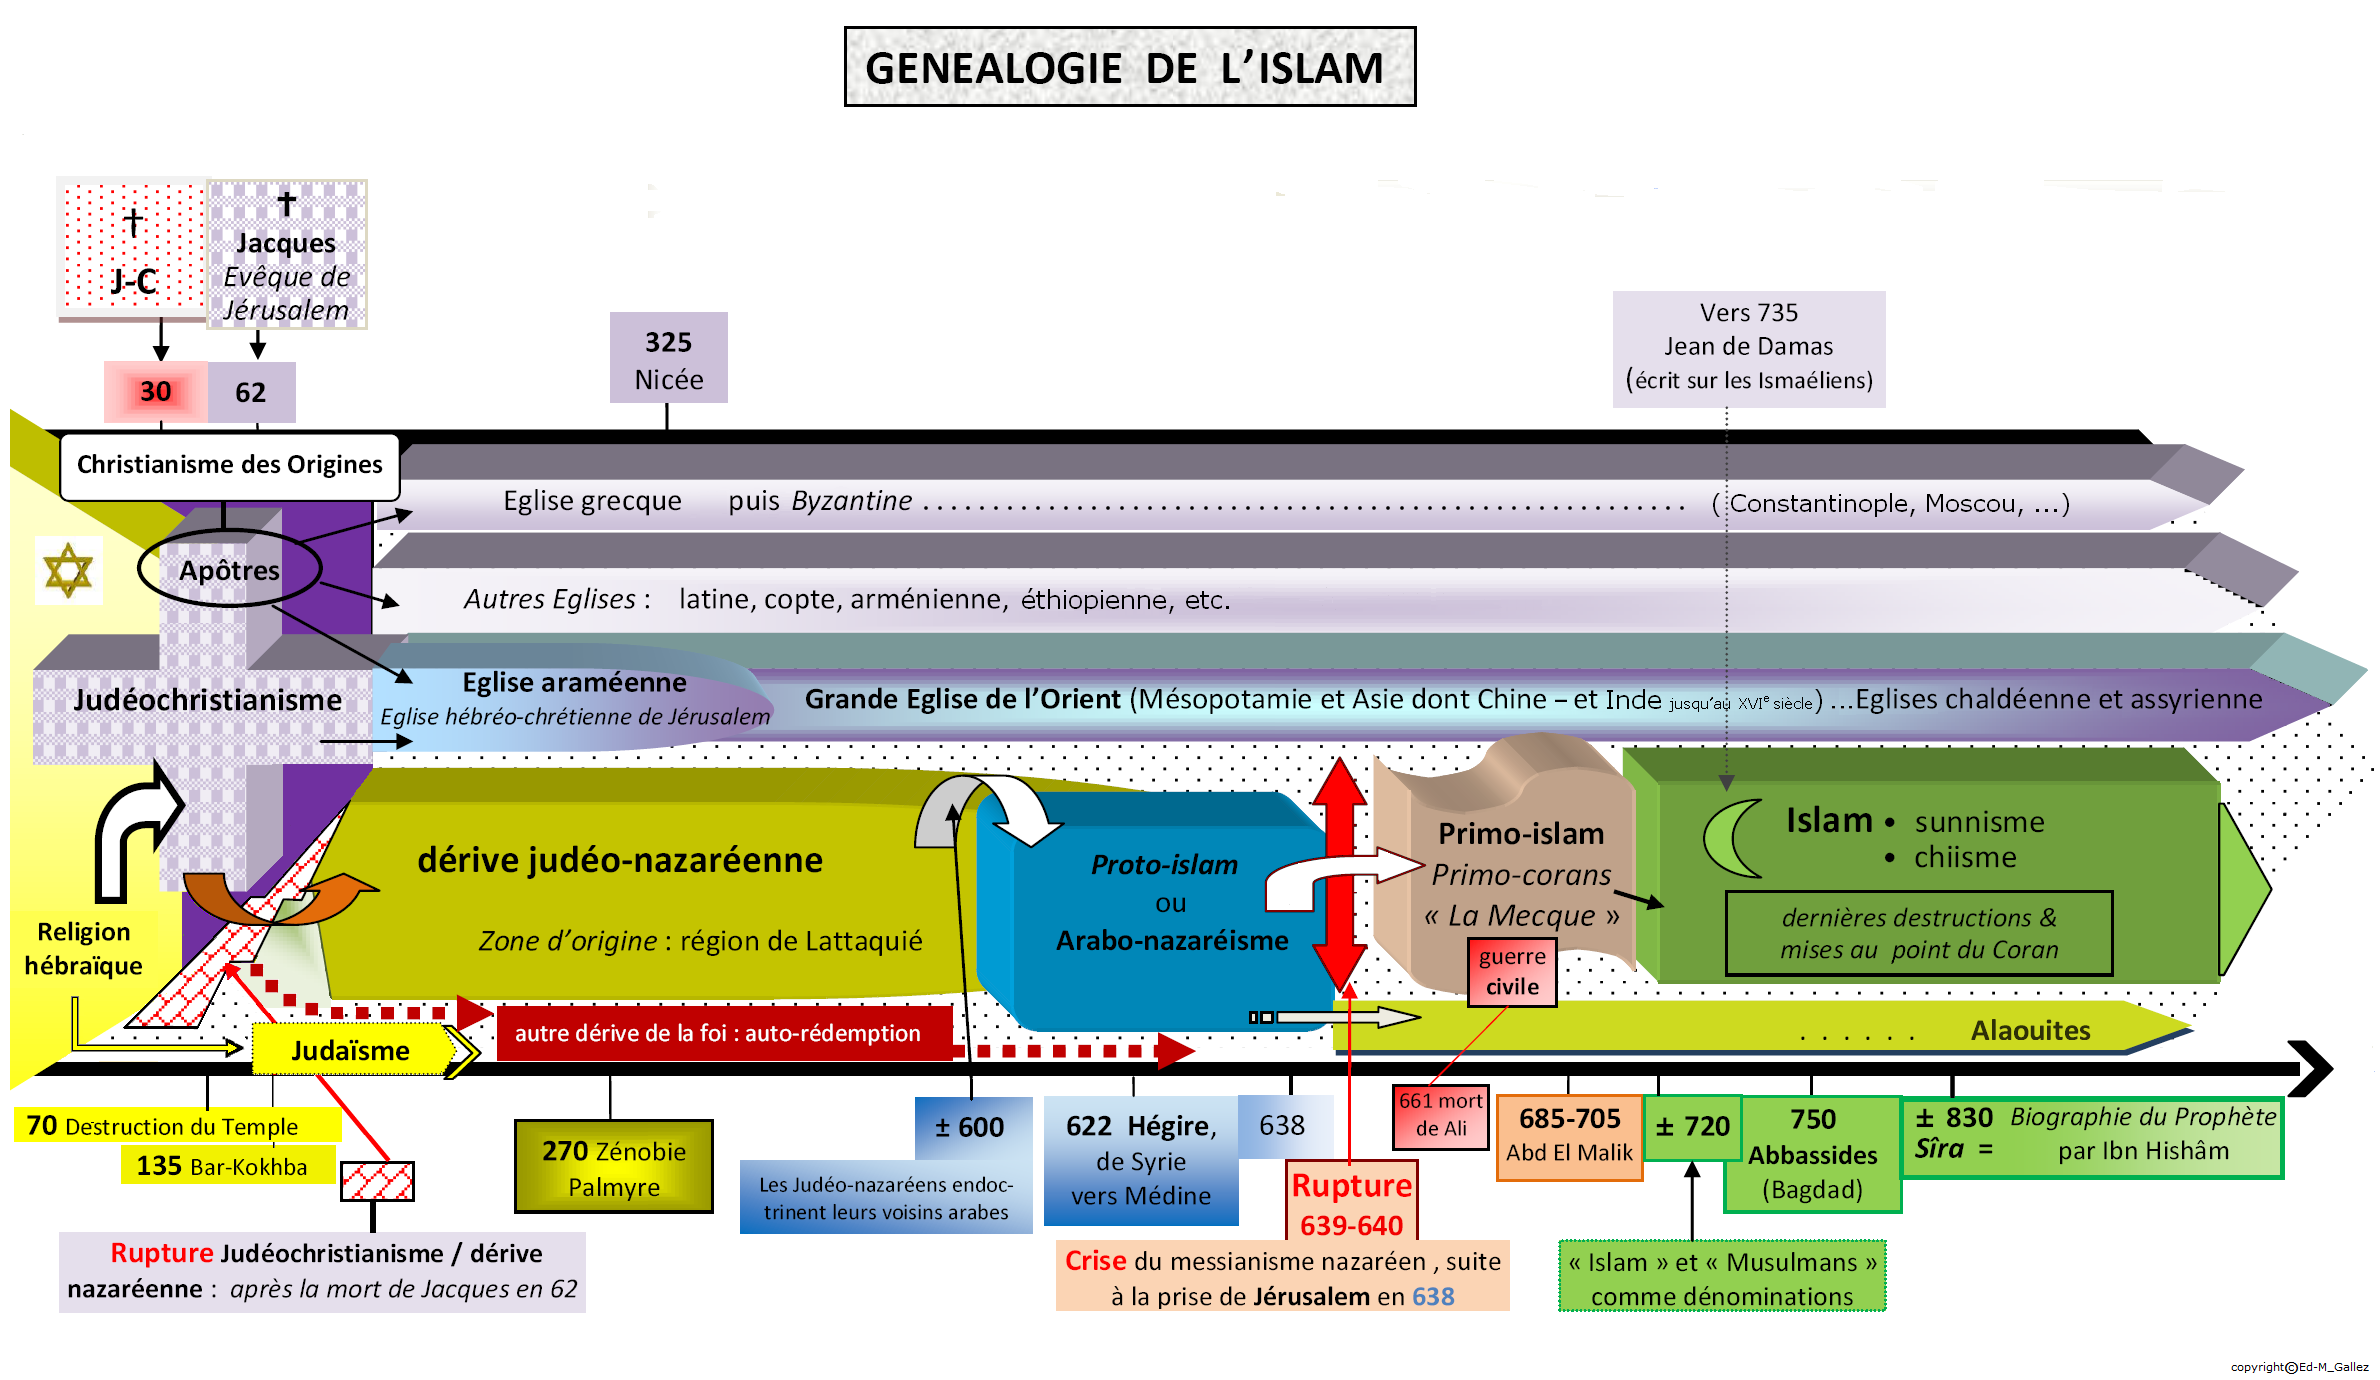 GENEALOGIE DE L’ISLAM
†
J-C
†
Jacques
Evêque de
Jérusalem
30
62
325
Nicée
Vers 735
Jean de Damas
(écrit sur les Ismaéliens)
Christianisme des Origines
Eglise grecque puis Byzantine ........................................................ ( Constantinople, Moscou, ...)
Apôtres
Autres Eglises : latine, copte, arménienne, éthiopienne, etc.
Judéochristianisme
Eglise araméenne
Eglise hébréo-chrétienne de Jérusalem
Grande Eglise de l’Orient (Mésopotamie et Asie dont Chine – et Inde jusqu’au XVIe siècle) ...Eglises chaldéenne et assyrienne
dérive judéo-nazaréenne
Zone d’origine : région de Lattaquié
Proto-islam
ou
Arabo-nazaréisme
Primo-islam
Primo-corans
« La Mecque »
guerre
civile
Islam • sunnisme
• chiisme
dernières destructions &
mises au point du Coran
Religion
hébraïque
Judaïsme
autre dérive de la foi : auto-rédemption
. . . . . . Alaouites
70 Destruction du Temple
135 Bar-Kokhba
270 Zénobie
Palmyre
± 600
Les Judéo-nazaréens endoc-
trinent leurs voisins arabes
622 Hégire,
de Syrie
vers Médine
638
Rupture
639-640
Crise du messianisme nazaréen , suite
à la prise de Jérusalem en 638
661 mort
de Ali
685-705
Abd El Malik
± 720
750
Abbassides
(Bagdad)
± 830 Biographie du Prophète
Sîra = par Ibn Hishâm
Rupture Judéochristianisme / dérive
nazaréenne : après la mort de Jacques en 62
« Islam » et « Musulmans »
comme dénominations
copyright©Ed-M_Gallez